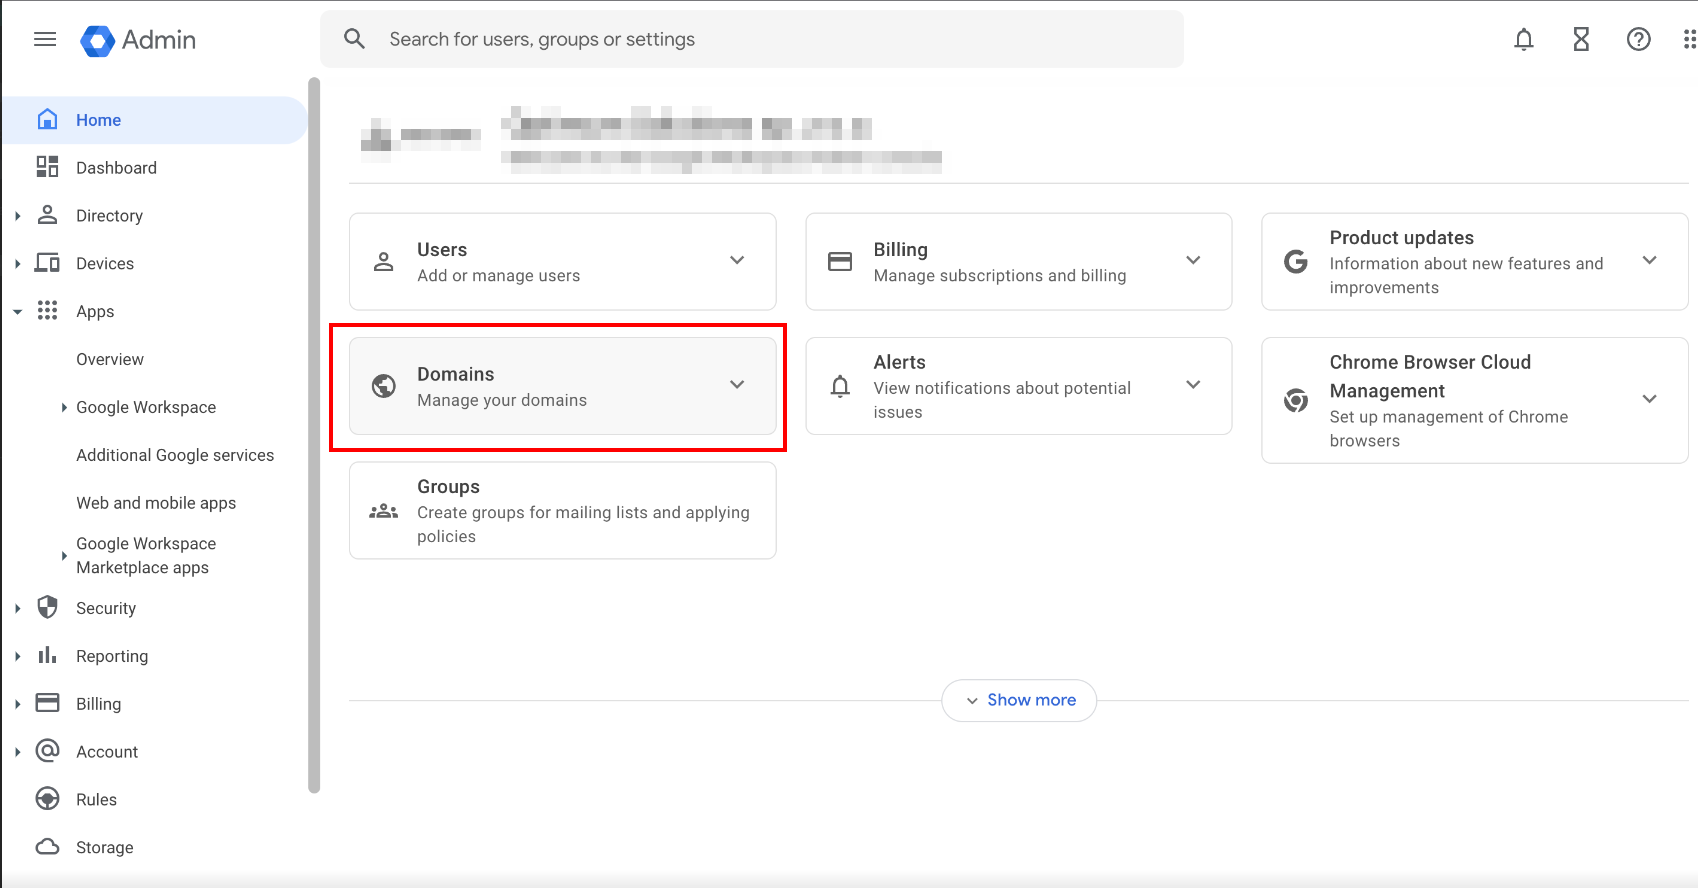 Admin
Search for users, groups or settings
Home
Dashboard
Directory
Devices
Apps
Overview
Google Workspace
Additional Google services
Web and mobile apps
Google Workspace
Marketplace apps
Security
Reporting
Billing
Account
Rules
Storage
Users
Add or manage users
Billing
Manage subscriptions and billing
Product updates
Information about new features and
improvements
Domains
Manage your domains
Alerts
View notifications about potential
issues
Chrome Browser Cloud
Management
Set up management of Chrome
browsers
Groups
Create groups for mailing lists and applying
policies
Show more